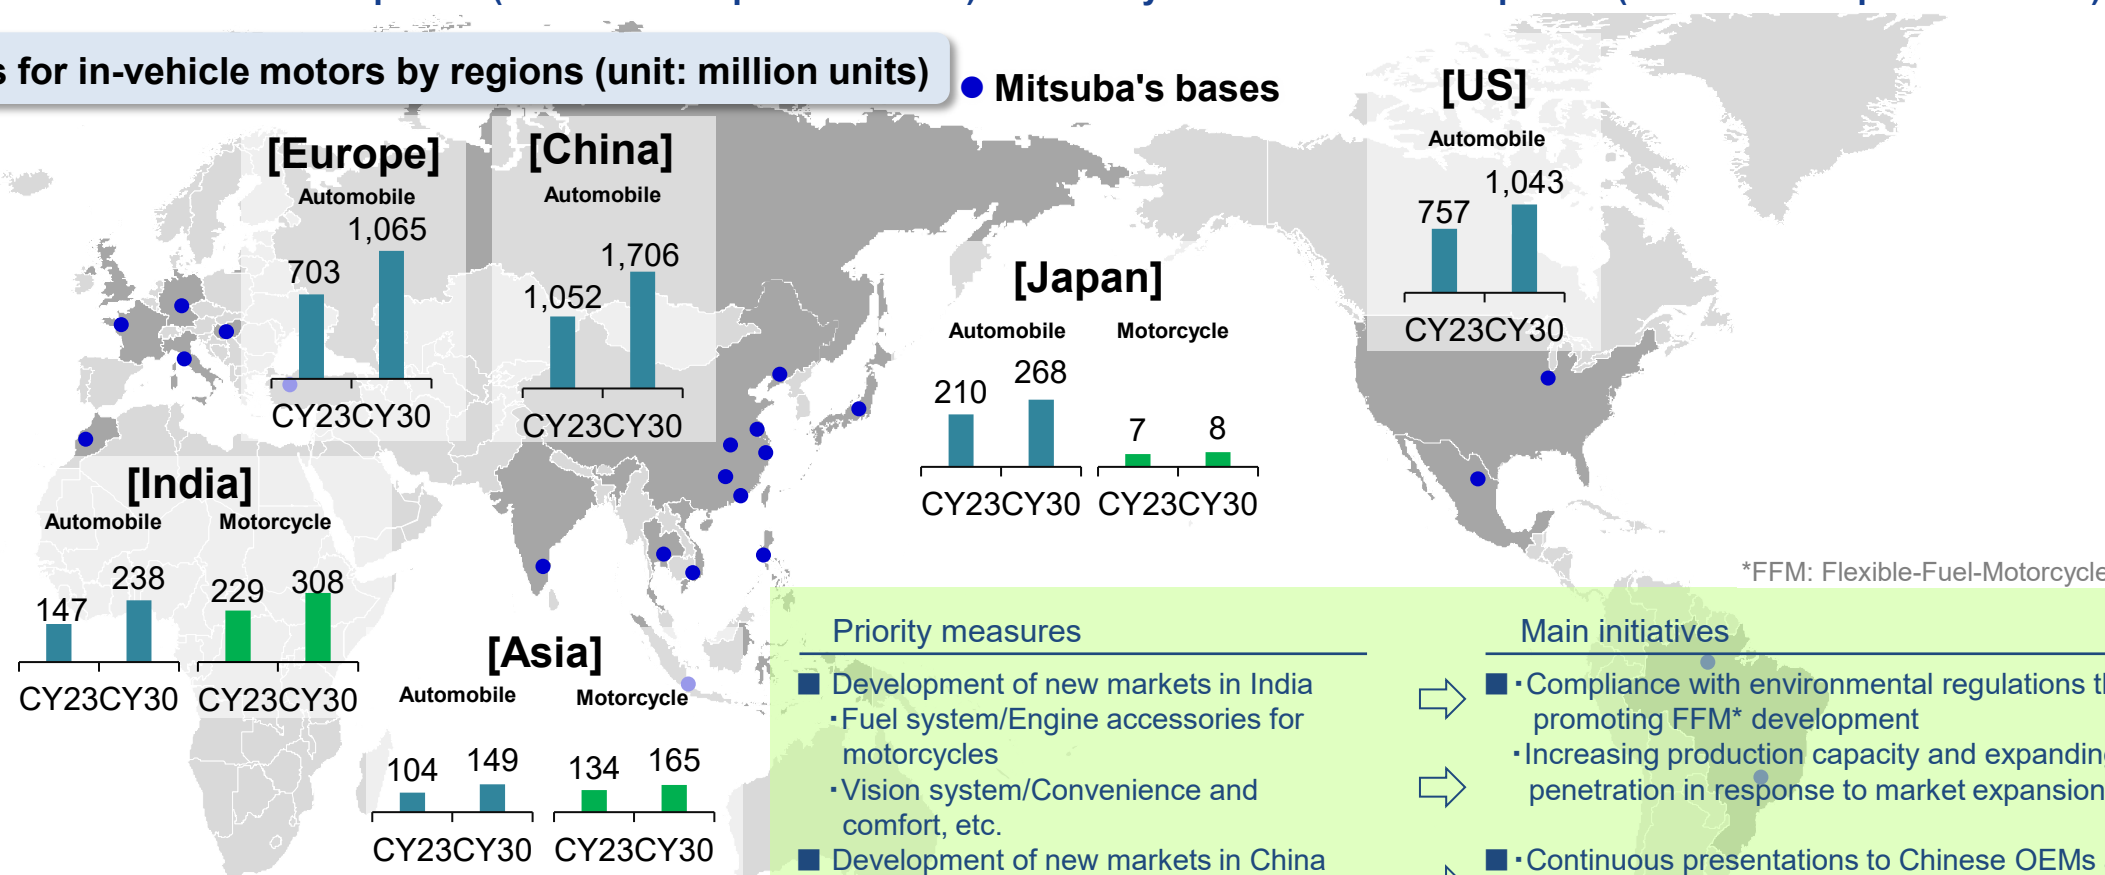 s for in-vehicle motors by regions (unit: million units)
● Mitsuba's bases
[US]
Automobile
757
1,043
CY23CY30
[Europe]
Automobile
703
1,065
CY23CY30
[China]
Automobile
1,052
1,706
CY23CY30
[Japan]
Automobile
210
268
CY23CY30
Motorcycle
7
8
CY23CY30
[India]
Automobile
147
238
CY23CY30
Motorcycle
229
308
CY23CY30
[Asia]
Automobile
104
149
CY23CY30
Motorcycle
134
165
CY23CY30
*FFM: Flexible-Fuel-Motorcycle
Priority measures
■ Development of new markets in India
・Fuel system/Engine accessories for
motorcycles
・Vision system/Convenience and
comfort, etc.
■ Development of new markets in China
Main initiatives
■・Compliance with environmental regulations th
promoting FFM* development
・Increasing production capacity and expanding
penetration in response to market expansion
■・Continuous presentations to Chinese OEMs